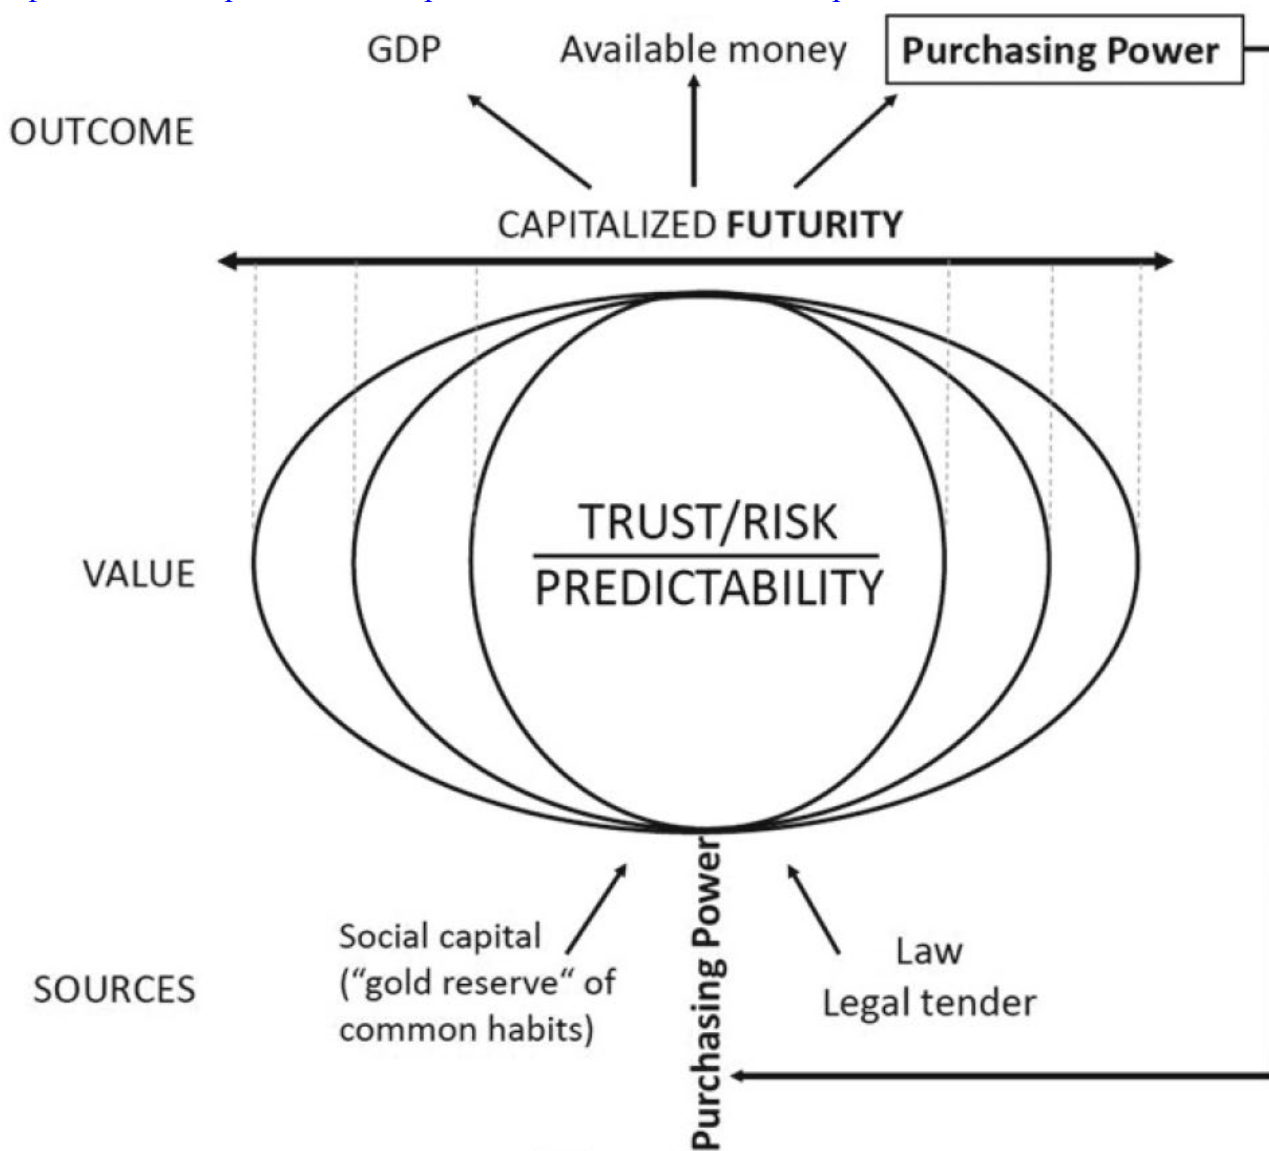 GDP
Available money
Purchasing Power
OUTCOME
CAPITALIZED FUTURITY
TRUST/RISK
PREDICTABILITY
VALUE
Purchasing Power
Social capital
(“gold reserve“ of
common habits)
Law
Legal tender
SOURCES